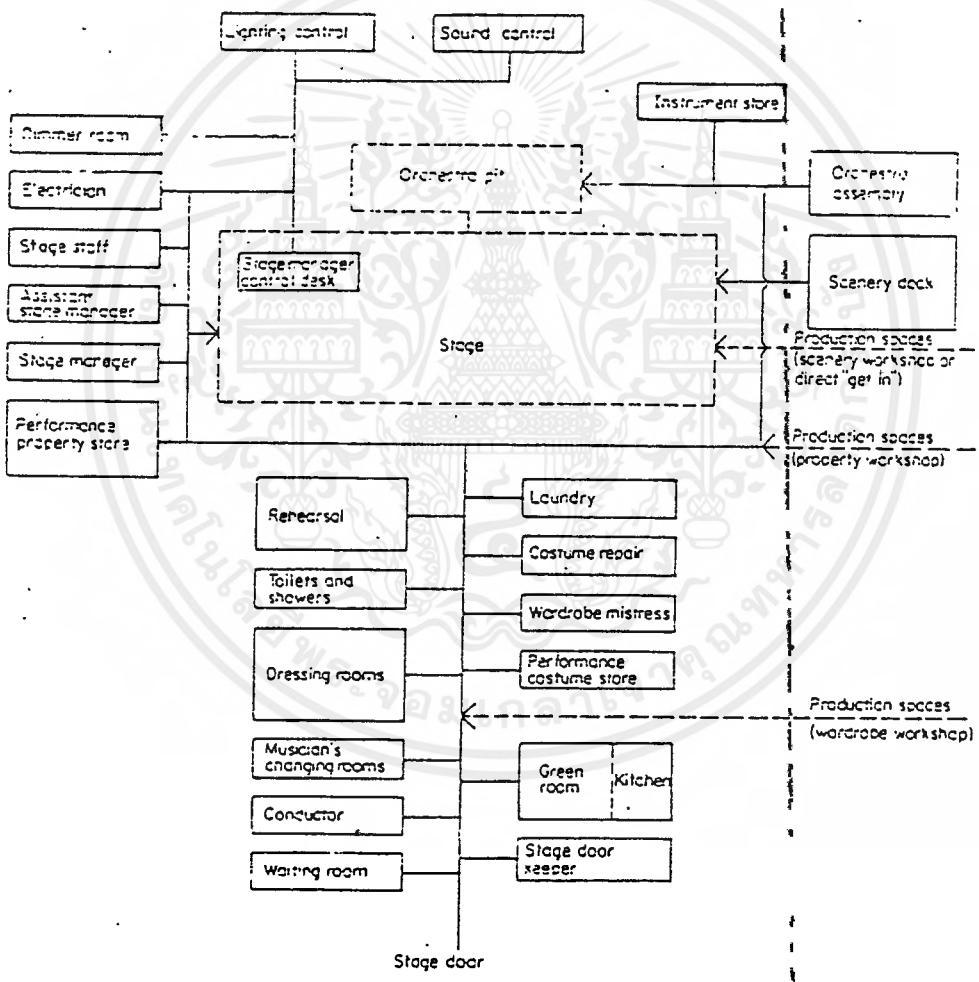 Lighting control
Sound control
Instrument store
Dimmer room
Orchestra pit
Orchestra
assembly
Electrician
Stage staff
Stage manager
control desk
Scenery dock
Assistant
stage manager
Stage
Production spaces
(scenery workshop or
direct "get in")
Stage manager
Performance
property store
Production spaces
(property workshop)
Rehearsal
Laundry
Costume repair
Toilets and
showers
Wardrobe mistress
Dressing rooms
Performance
costume store
Production spaces
(wardrobe workshop)
Musician's
changing rooms
Green
room
Kitchen
Conductor
Waiting room
Stage door
keeper
Stage door